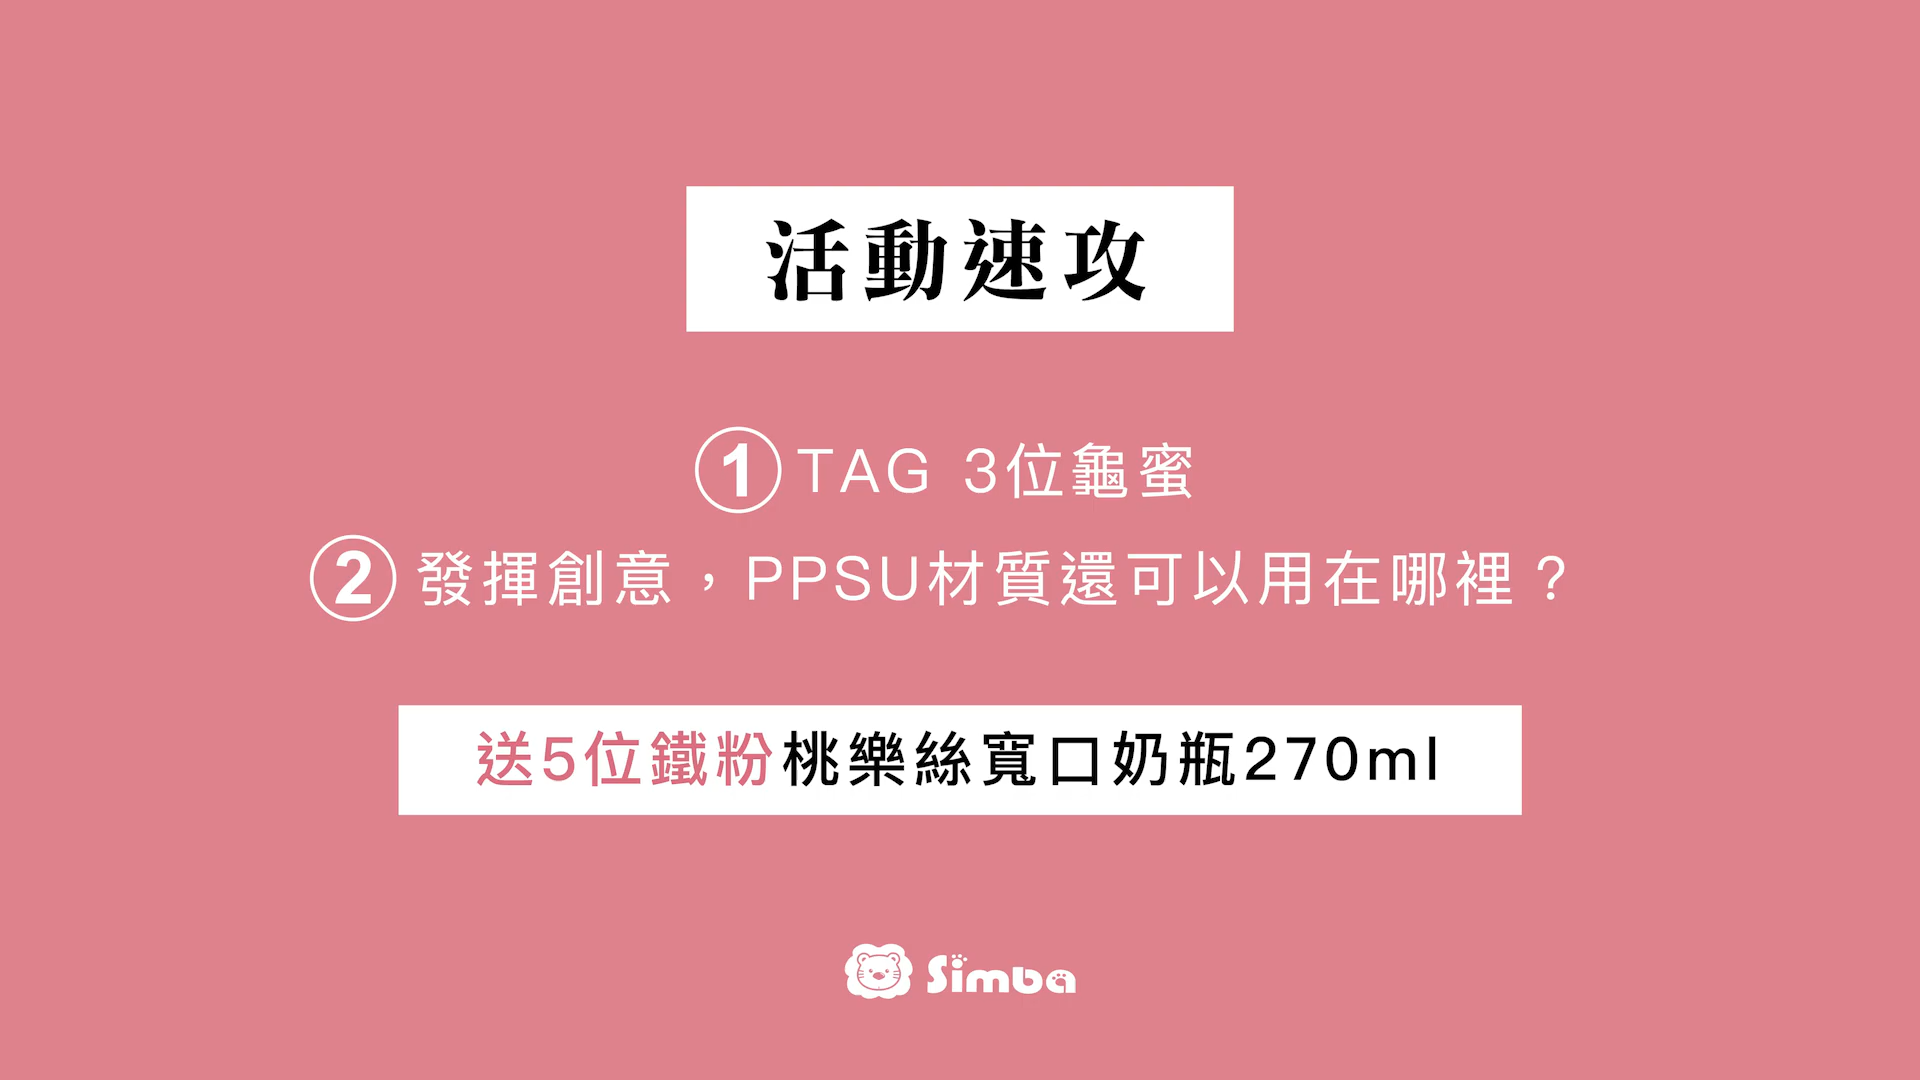 活動速攻
① TAG 3位龜蜜
② 發揮創意，PPSU材質還可以用在哪裡？
送5位鐵粉桃樂絲寬口奶瓶270ml
Simba